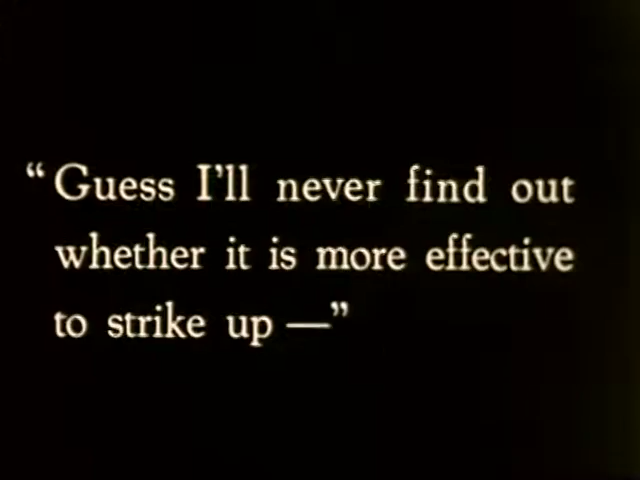 “Guess I’ll never find out
whether it is more effective
to strike up —”